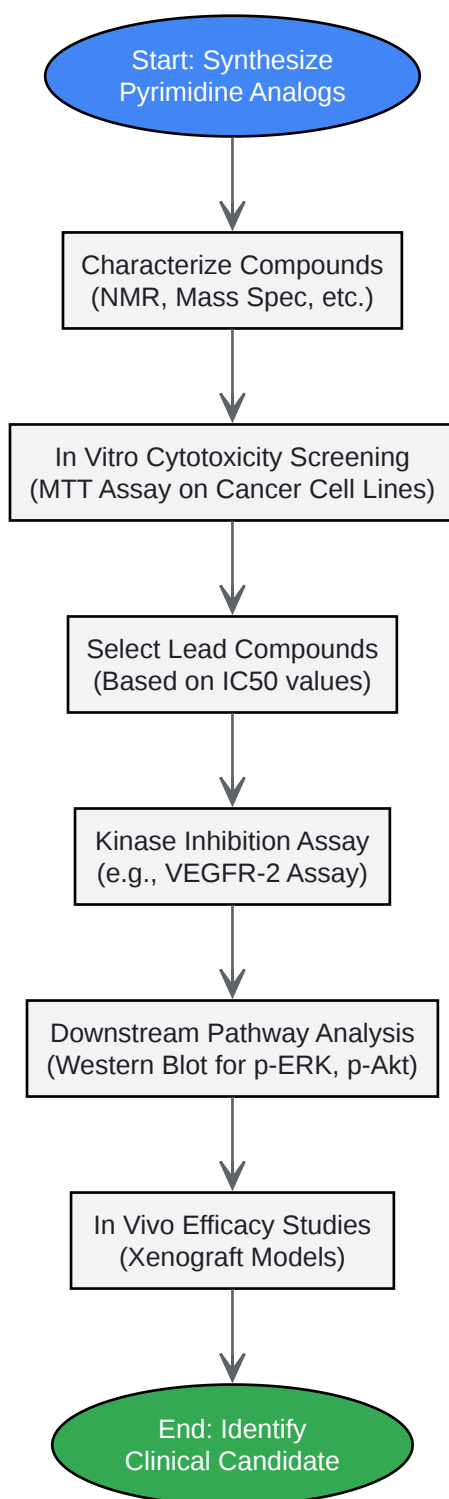 Start: Synthesize
Pyrimidine Analogs
Characterize Compounds
(NMR, Mass Spec, etc.)
In Vitro Cytotoxicity Screening
(MTT Assay on Cancer Cell Lines)
Select Lead Compounds
(Based on IC50 values)
Kinase Inhibition Assay
(e.g., VEGFR-2 Assay)
Downstream Pathway Analysis
(Western Blot for p-ERK, p-Akt)
In Vivo Efficacy Studies
(Xenograft Models)
End: Identify
Clinical Candidate